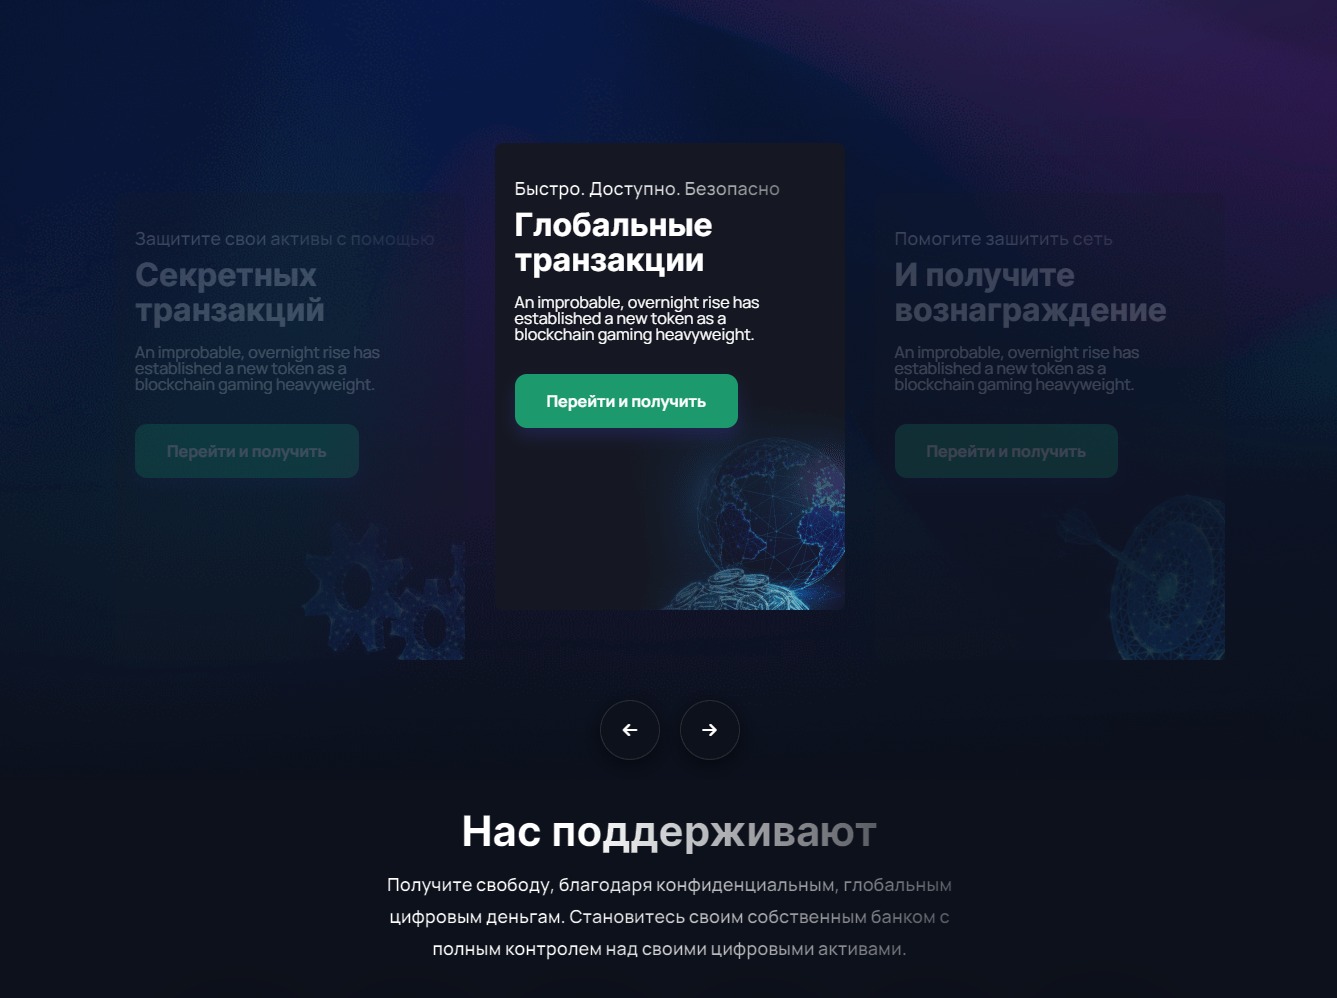 Защитите свои активы с помощью
Секретных
транзакций
An improbable, overnight rise has
established a new token as a
blockchain gaming heavyweight.
Перейти и получить
Быстро. Доступно. Безопасно
Глобальные
транзакции
An improbable, overnight rise has
established a new token as a
blockchain gaming heavyweight.
Перейти и получить
Помогите зашитить сеть
И получите
вознаграждение
An improbable, overnight rise has
established a new token as a
blockchain gaming heavyweight.
Перейти и получить
Нас поддерживают
Получите свободу, благодаря конфиденциальным, глобальным
цифровым деньгам. Становитесь своим собственным банком с
полным контролем над своими цифровыми активами.